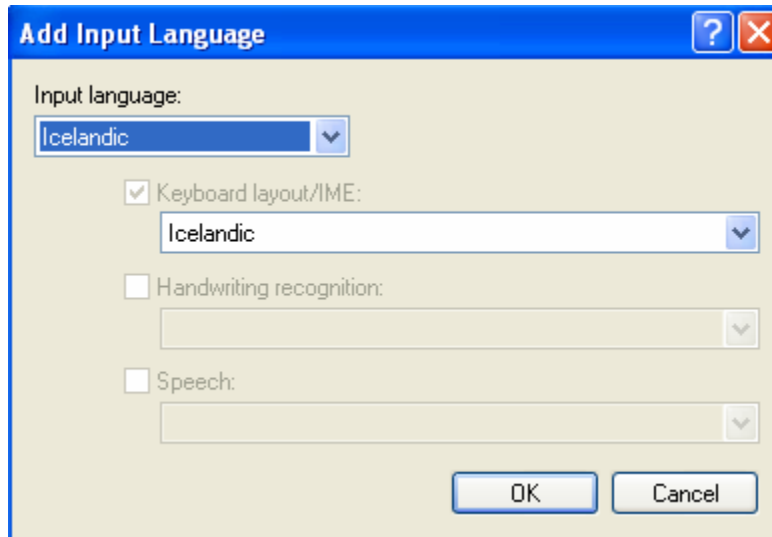 Add Input Language
Input language:
Icelandic
Keyboard layout/IME:
Icelandic
Handwriting recognition:
Speech:
OK Cancel